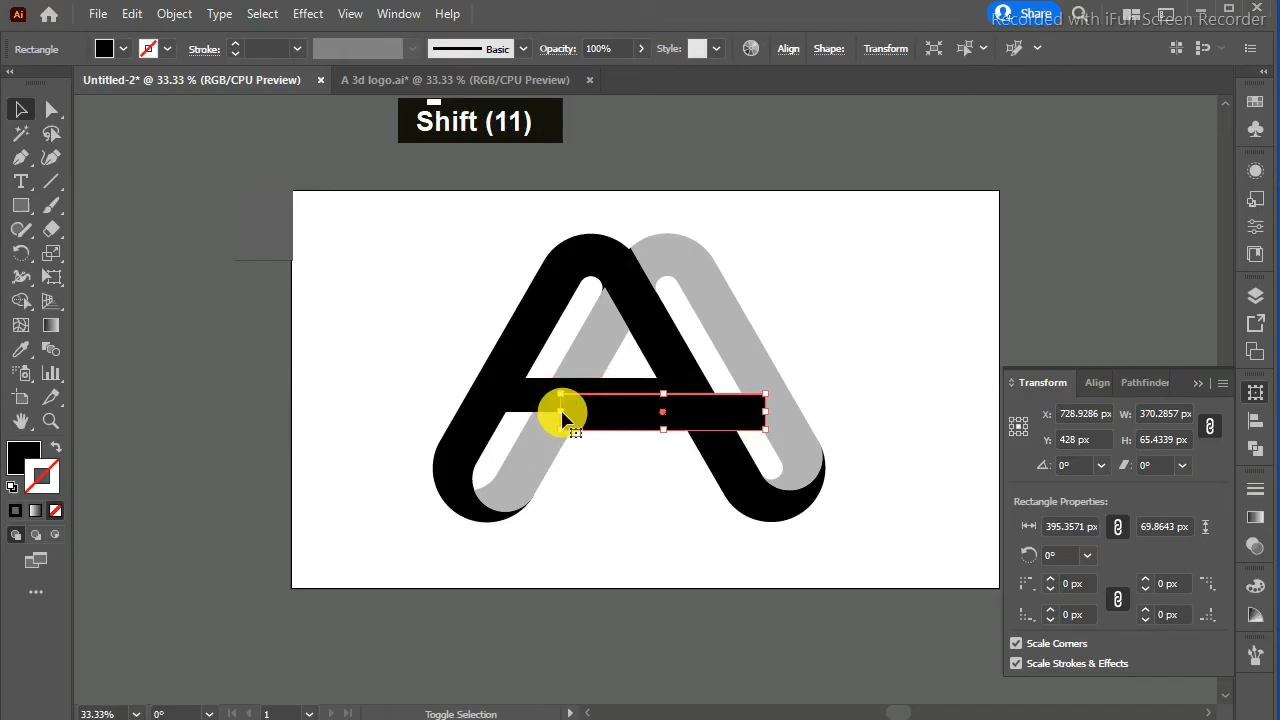 Ai File Edit Object Type Select Effect View Window Help Share
Recorded with iFun Screen Recorder
Rectangle Stroke: Basic Opacity: 100% Style: Align Shape: Transform
Untitled-2* @ 33.33 % (RGB/CPU Preview) × A 3d logo.ai* @ 33.33 % (RGB/CPU Preview) ×
Shift (11)
Transform Align Pathfinder
X: 728.9286 px W: 370.2857 px
Y: 428 px H: 65.4339 px
0° 0°
Rectangle Properties:
395.3571 px 69.8643 px
0°
0 px 0 px
0 px 0 px
Scale Corners
Scale Strokes & Effects
33.33% 0° 1 Toggle Selection